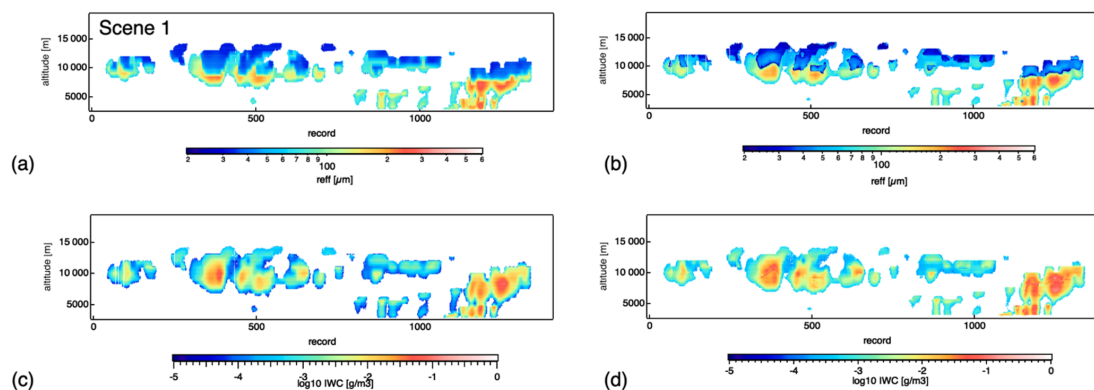 Scene 1
15 000
10 000
5000
altitude [m]
0 500 1000
record
2 3 4 5 6 7 8 9 100 2 3 4 5 6
reff [µm]
(a)
15 000
10 000
5000
altitude [m]
0 500 1000
record
2 3 4 5 6 7 8 9 100 2 3 4 5 6
reff [µm]
(b)
15 000
10 000
5000
altitude [m]
0 500 1000
record
-5 -4 -3 -2 -1 0
log10 IWC [g/m3]
(c)
15 000
10 000
5000
altitude [m]
0 500 1000
record
-5 -4 -3 -2 -1 0
log10 IWC [g/m3]
(d)